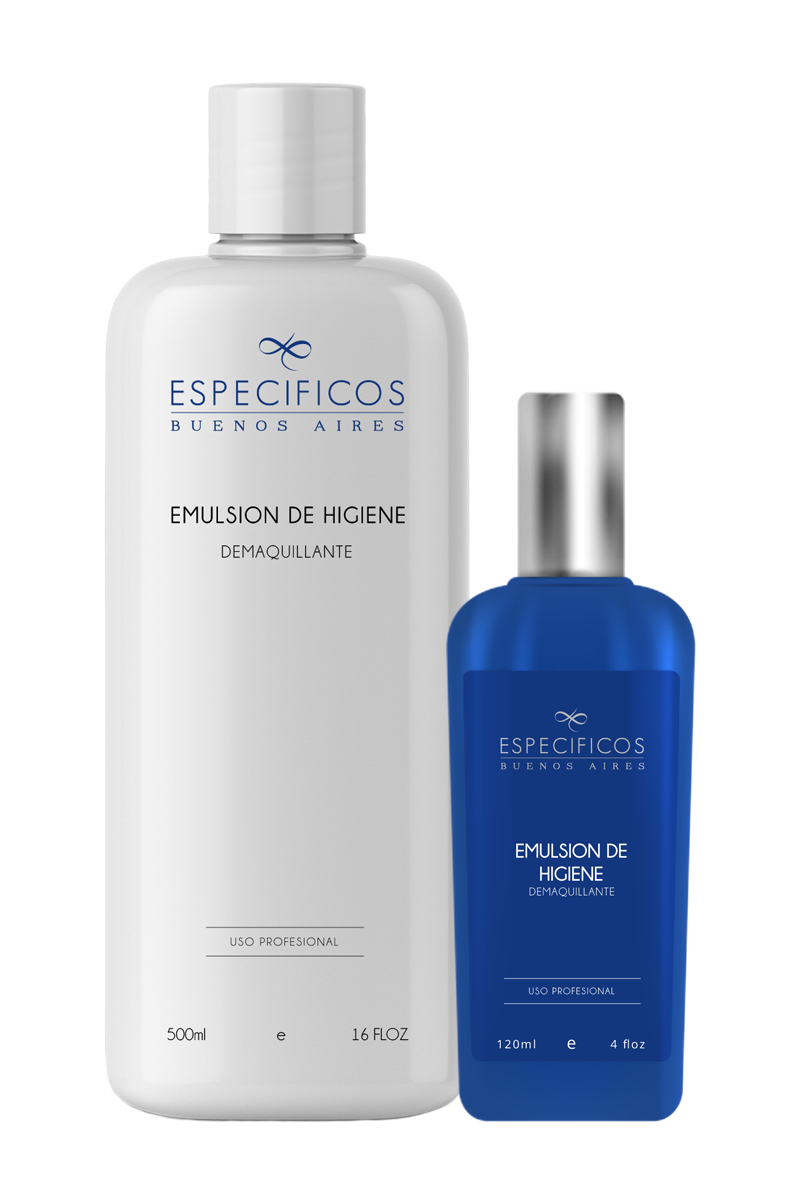 ESPECIFICOS
BUENOS AIRES
EMULSION DE HIGIENE
DEMAQUILLANTE
USO PROFESIONAL
500ml e 16 FLOZ
ESPECIFICOS
BUENOS AIRES
EMULSION DE
HIGIENE
DEMAQUILLANTE
USO PROFESIONAL
120ml e 4 floz